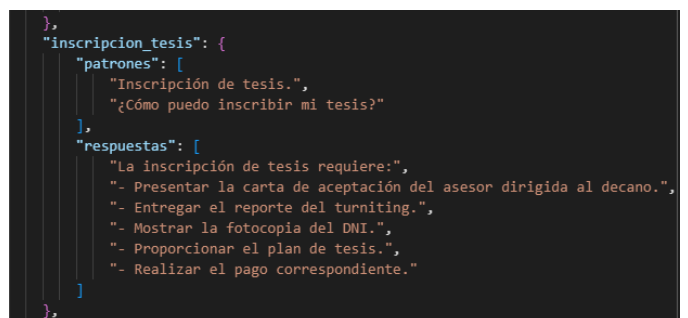 },
"inscripcion_tesis": {
"patrones": [
"Inscripción de tesis.",
"¿Cómo puedo inscribir mi tesis?"
],
"respuestas": [
"La inscripción de tesis requiere:",
"- Presentar la carta de aceptación del asesor dirigida al decano.",
"- Entregar el reporte del turniting.",
"- Mostrar la fotocopia del DNI.",
"- Proporcionar el plan de tesis.",
"- Realizar el pago correspondiente."
]
},